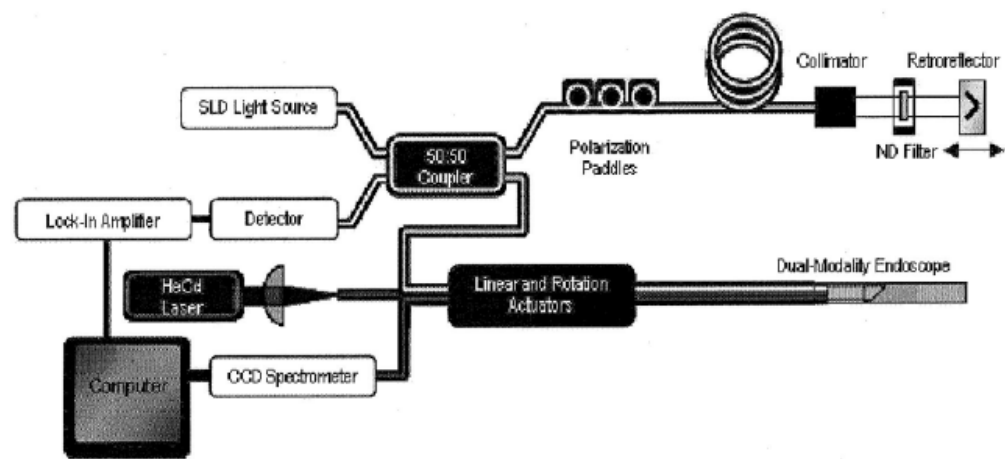 Collimator
Retroreflector
SLD Light Source
50:50
Coupler
Polarization
Paddles
ND Filter
Lock-In Amplifier
Detector
Dual-Modality Endoscope
HeCd
Laser
Linear and Rotation
Actuators
Computer
CCD Spectrometer